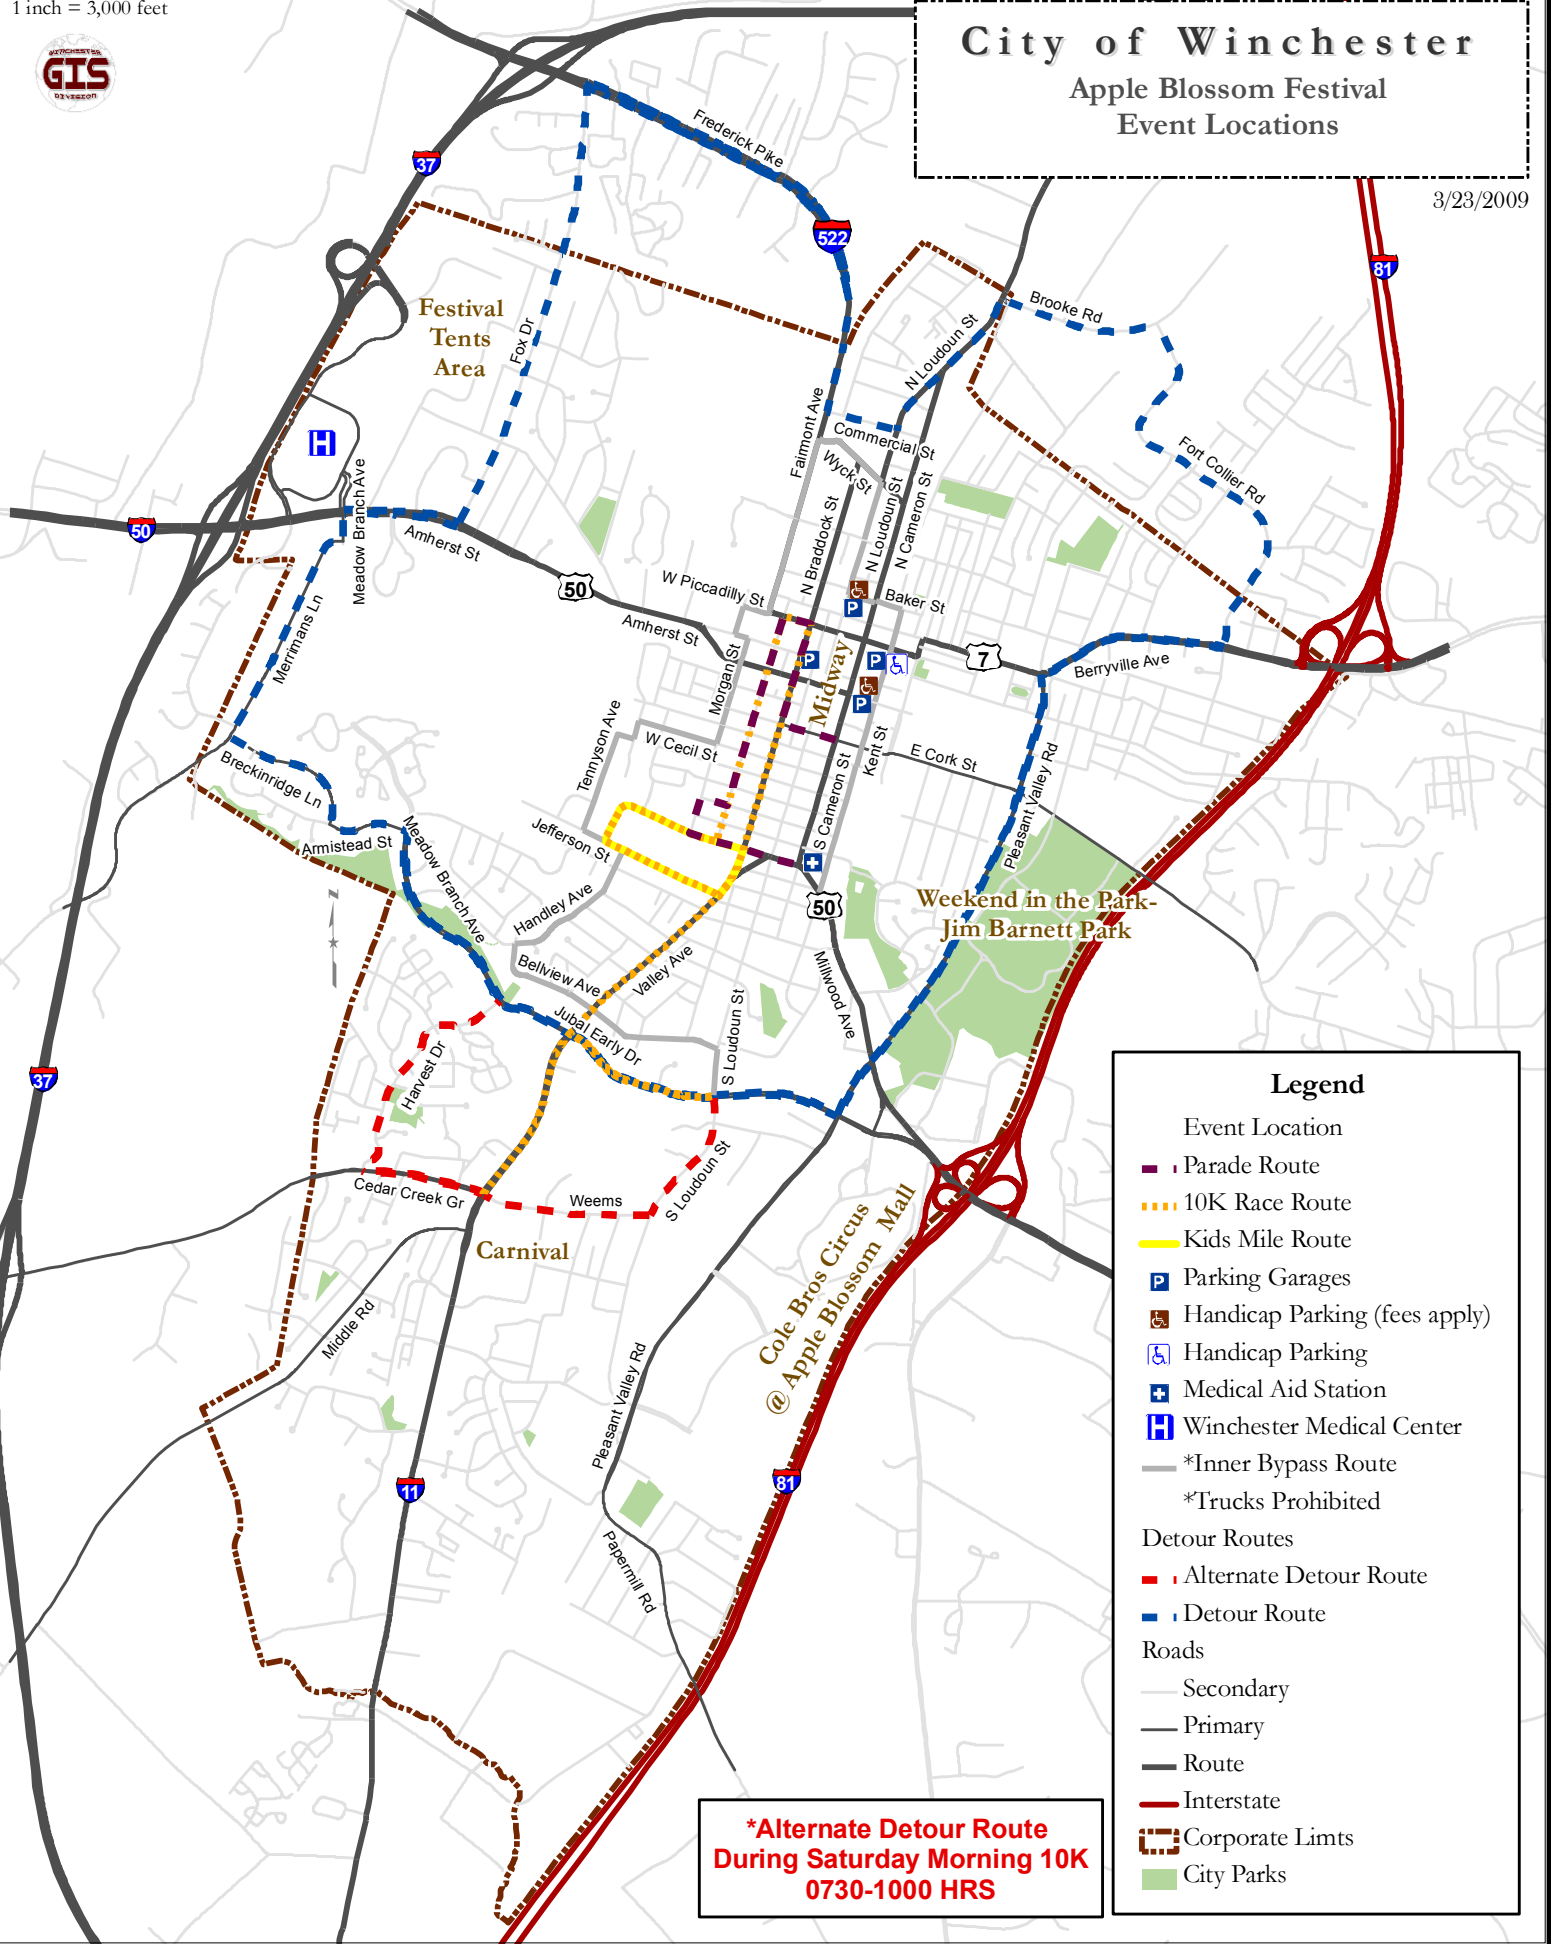 1 inch = 3,000 feet
WINCHESTER
GIS
DIVISION
City of Winchester
Apple Blossom Festival
Event Locations
3/23/2009
37
Frederick Pike
522
81
Festival
Tents
Area
Fox Dr
Brooke Rd
N Loudoun St
Fairmont Ave
Commercial St
Wyck St
Fort Collier Rd
H
Meadow Branch Ave
50
Amherst St
N Braddock St
N Loudoun St
N Cameron St
50
W Piccadilly St
Baker St
P
Amherst St
Merrimans Ln
Morgan St
P
P
Midway
7
Berryville Ave
P
Tennyson Ave
W Cecil St
Kent St
E Cork St
Pleasant Valley Rd
Breckinridge Ln
Armistead St
Meadow Branch Ave
Jefferson St
S Cameron St
Handley Ave
50
Weekend in the Park-
Jim Barnett Park
N
Bellview Ave
Valley Ave
Millwood Ave
Jubal Early Dr
S Loudoun St
37
Harvest Dr
Cedar Creek Gr
Weems
S Loudoun St
Carnival
Cole Bros Circus
@ Apple Blossom Mall
Middle Rd
Pleasant Valley Rd
11
81
Papermill Rd
Legend
Event Location
Parade Route
10K Race Route
Kids Mile Route
P Parking Garages
Handicap Parking (fees apply)
Handicap Parking
Medical Aid Station
H Winchester Medical Center
*Inner Bypass Route
*Trucks Prohibited
Detour Routes
Alternate Detour Route
Detour Route
Roads
Secondary
Primary
Route
Interstate
Corporate Limts
City Parks
*Alternate Detour Route
During Saturday Morning 10K
0730-1000 HRS